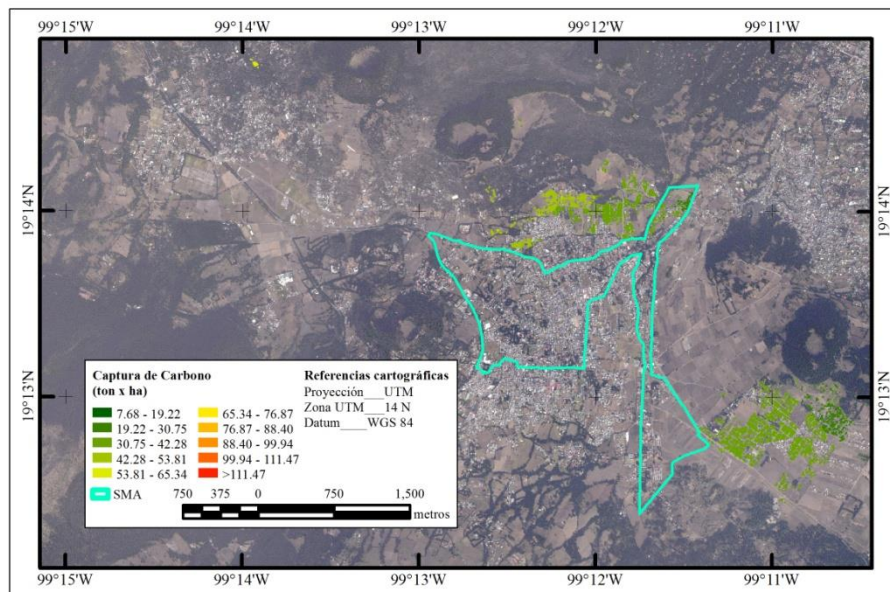 99°15'W 99°14'W 99°13'W 99°12'W 99°11'W
19°14'N 19°14'N
19°13'N 19°13'N
Captura de Carbono
(ton x ha)
7.68 - 19.22 65.34 - 76.87
19.22 - 30.75 76.87 - 88.40
30.75 - 42.28 88.40 - 99.94
42.28 - 53.81 99.94 - 111.47
53.81 - 65.34 >111.47
SMA
Referencias cartográficas
Proyección___UTM
Zona UTM___14 N
Datum____WGS 84
750 375 0 750 1,500
metros
99°15'W 99°14'W 99°13'W 99°12'W 99°11'W